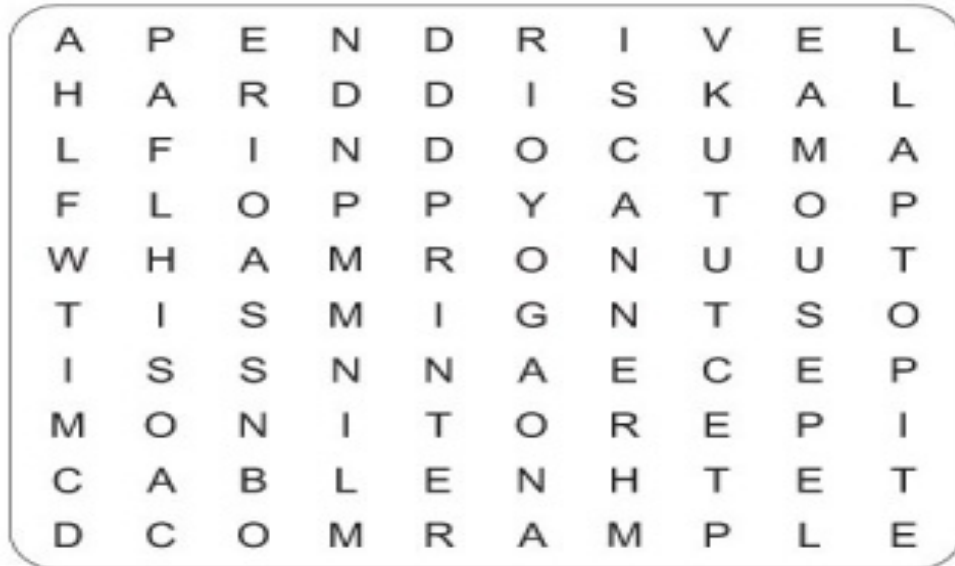 A P E N D R I V E L
H A R D D I S K A L
L F I N D O C U M A
F L O P P Y A T O P
W H A M R O N U U T
T I S M I G N T S O
I S S N N A E C E P
M O N I T O R E P I
C A B L E N H T E T
D C O M R A M P L E